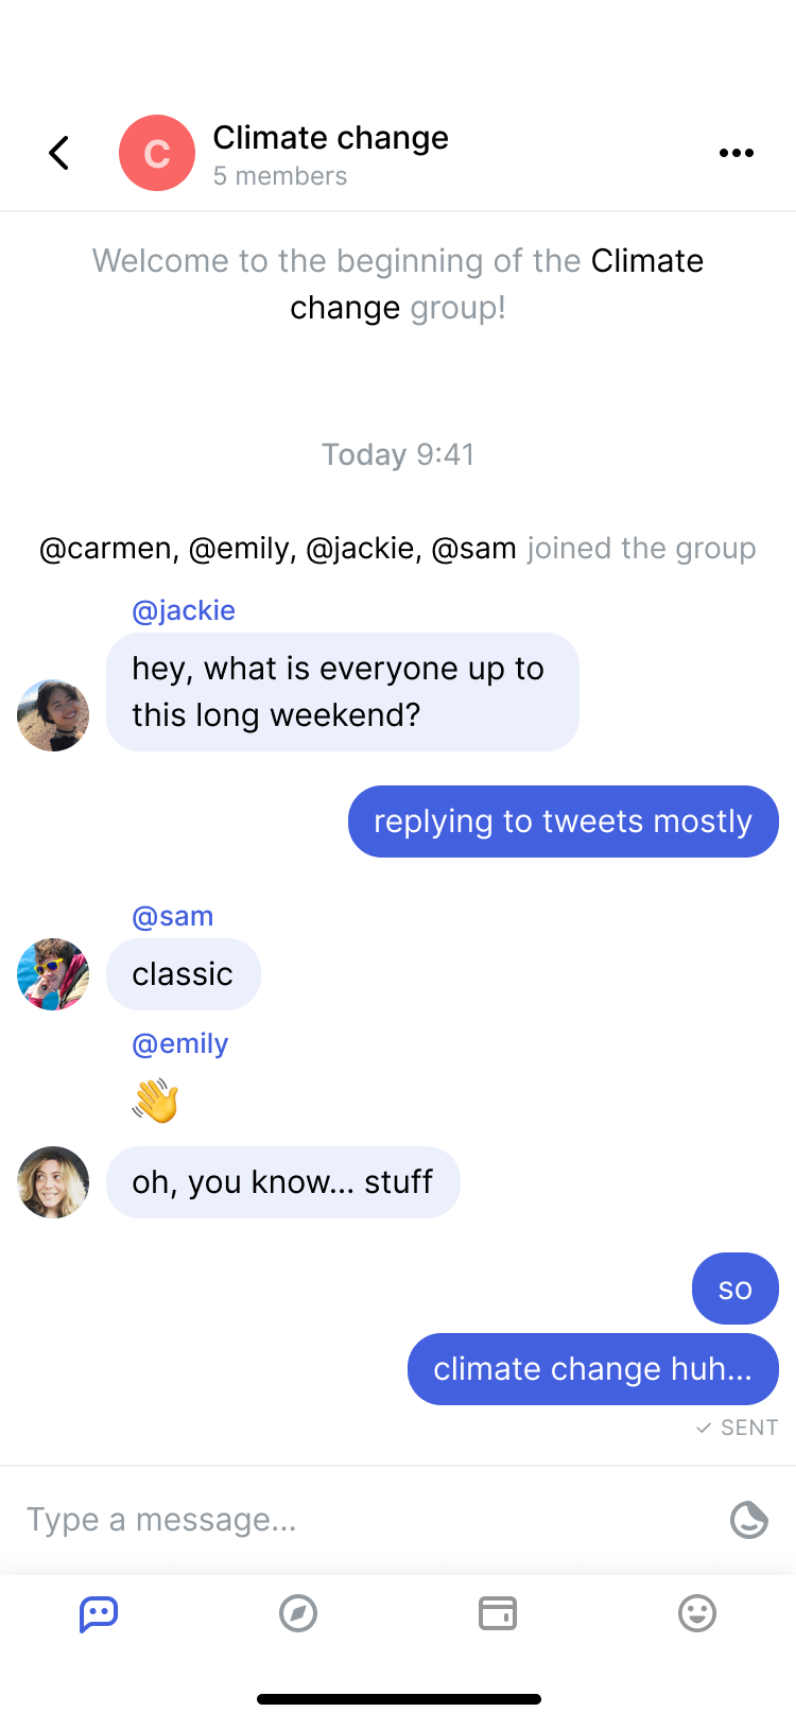 C
Climate change
5 members
Welcome to the beginning of the Climate
change group!
Today 9:41
@carmen, @emily, @jackie, @sam joined the group
@jackie
hey, what is everyone up to
this long weekend?
replying to tweets mostly
@sam
classic
@emily
👋
oh, you know... stuff
so
climate change huh...
✓ SENT
Type a message...